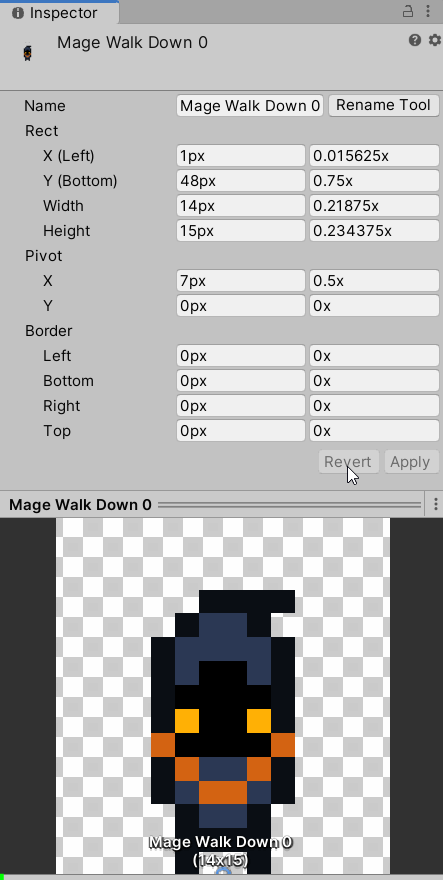 Inspector
Mage Walk Down 0
Name Mage Walk Down 0 Rename Tool
Rect
X (Left) 1px 0.015625x
Y (Bottom) 48px 0.75x
Width 14px 0.21875x
Height 15px 0.234375x
Pivot
X 7px 0.5x
Y 0px 0x
Border
Left 0px 0x
Bottom 0px 0x
Right 0px 0x
Top 0px 0x
Revert Apply
Mage Walk Down 0
Mage Walk Down 0
(14x15)